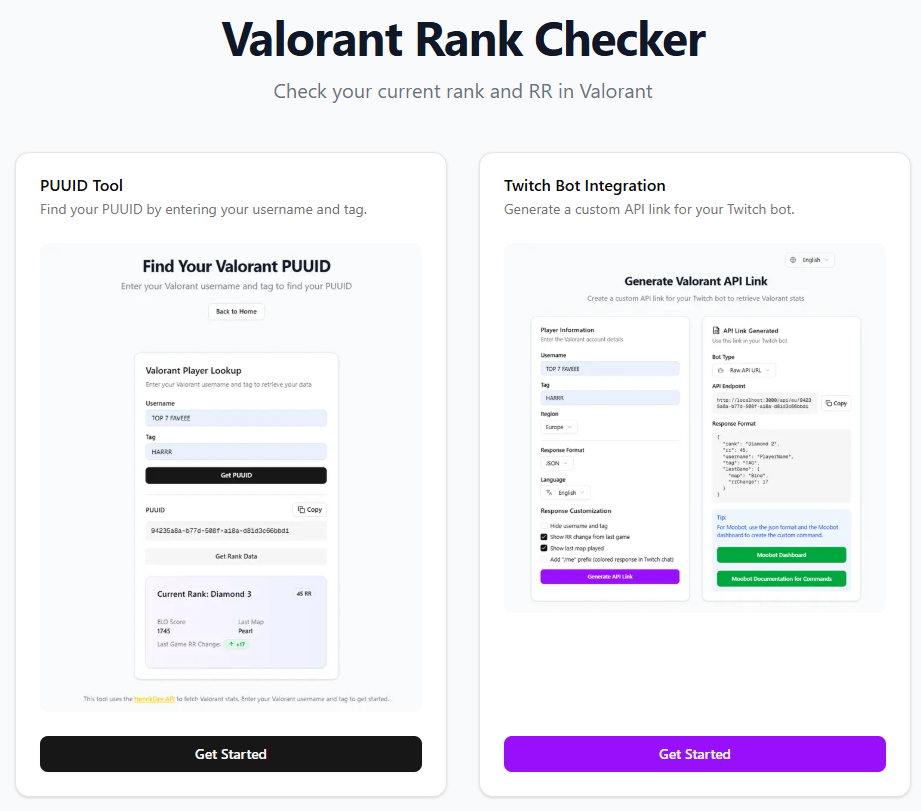 Valorant Rank Checker
Check your current rank and RR in Valorant
PUUID Tool
Find your PUUID by entering your username and tag.
Find Your Valorant PUUID
Enter your Valorant username and tag to find your PUUID
Back to Home
Valorant Player Lookup
Enter your Valorant username and tag to retrieve your data
Username
TOP 7 FAVEEE
Tag
HARRR
Get PUUID
PUUID
Copy
94235a8a-b77d-508f-a18a-d81d3c66bbd1
Get Rank Data
Current Rank: Diamond 3
45 RR
ELO Score
Last Map
1745
Pearl
Last Game RR Change:
↑ +17
This tool uses the HenrikDev API to fetch Valorant stats. Enter your Valorant username and tag to get started.
Get Started
Twitch Bot Integration
Generate a custom API link for your Twitch bot.
English
Generate Valorant API Link
Create a custom API link for your Twitch bot to retrieve Valorant stats
Player Information
Enter the Valorant account details
Username
TOP 7 FAVEEE
Tag
HARRR
Region
Europe
Response Format
JSON
Language
English
Response Customization
Hide username and tag
Show RR change from last game
Show last map played
Add "/me" prefix (colored response in Twitch chat)
Generate API Link
API Link Generated
Use this link in your Twitch bot
Bot Type
Raw API URL
API Endpoint
http://localhost:3000/api/eu/9423
5a8a-b77d-508f-a18a-d81d3c66bbd1
Copy
Response Format
{
"rank": "Diamond 2",
"rr": 45,
"username": "PlayerName",
"tag": "TAG",
"lastGame": {
"map": "Bind",
"rrChange": 17
}
}
Tip:
For Moobot, use the json format and the Moobot
dashboard to create the custom command.
Moobot Dashboard
Moobot Documentation for Commands
Get Started